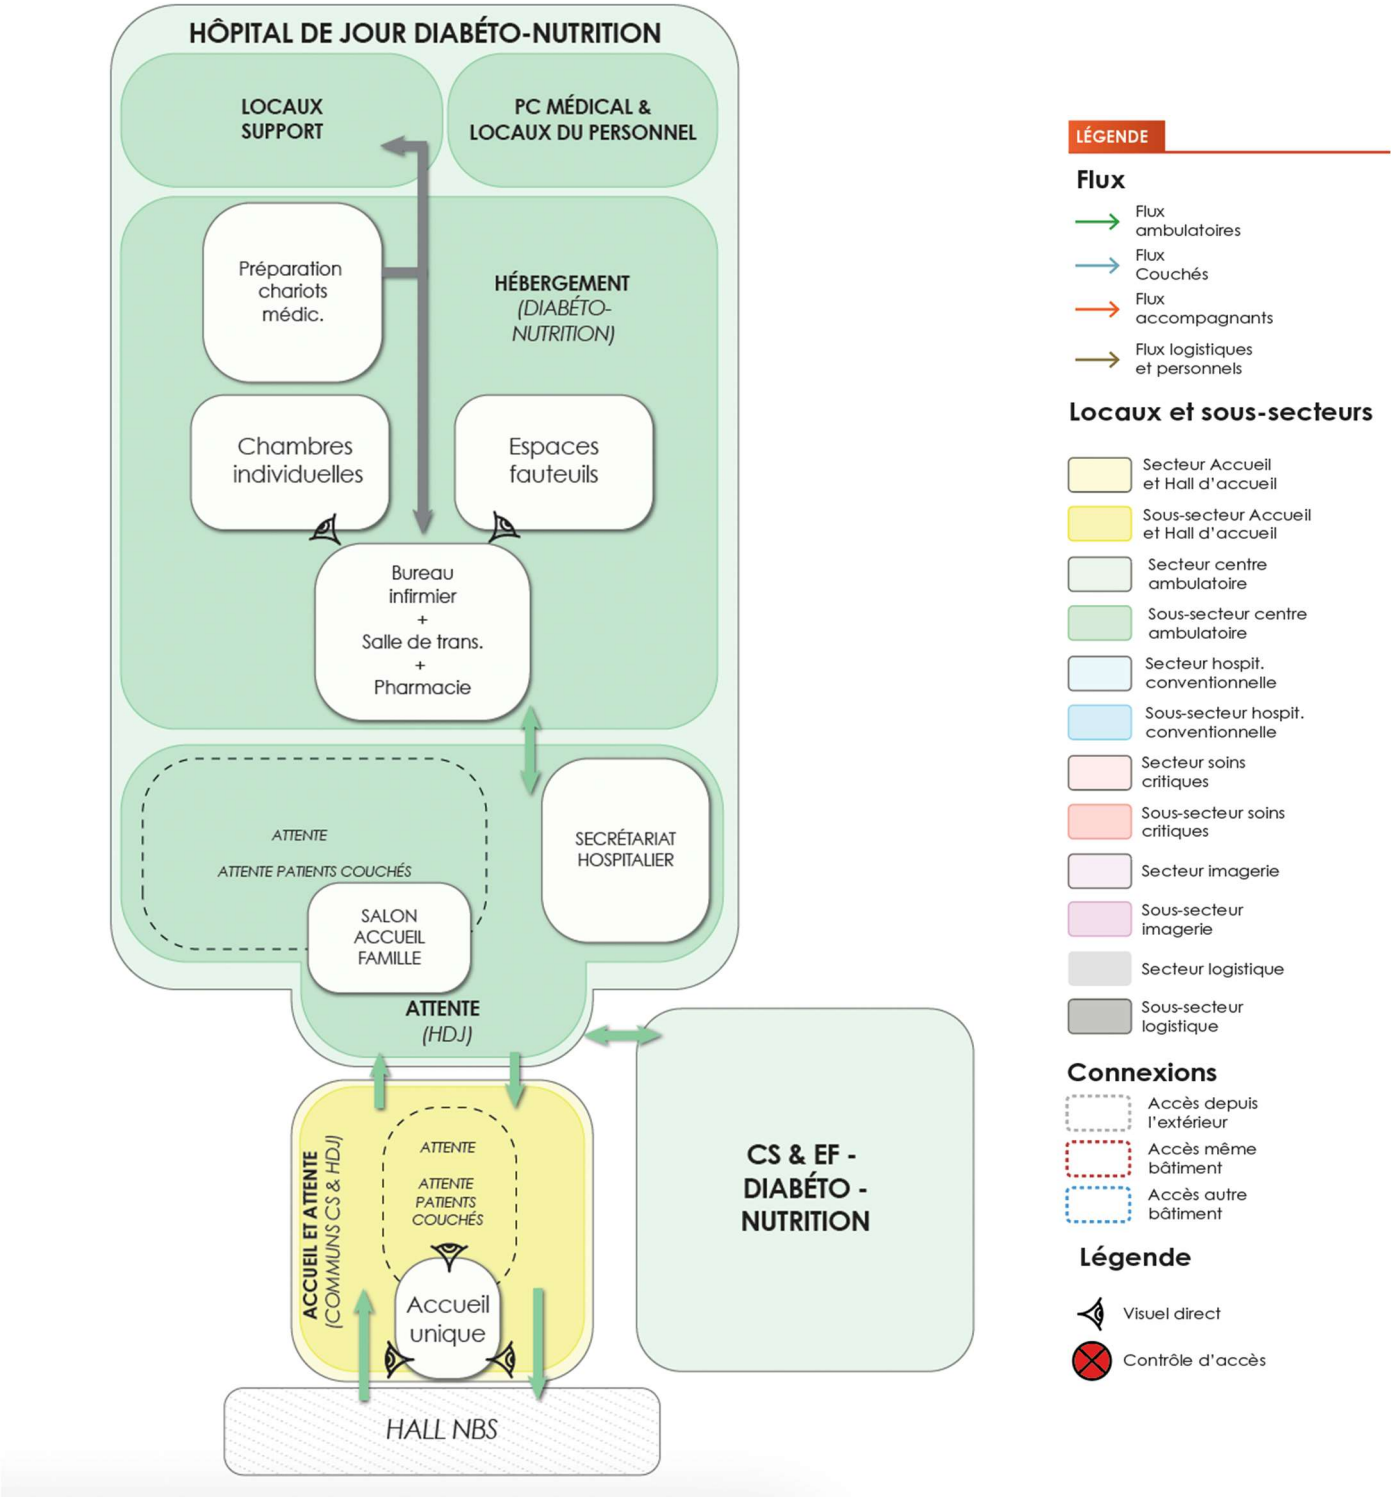 HÔPITAL DE JOUR DIABÉTO-NUTRITION
LOCAUX
SUPPORT
PC MÉDICAL &
LOCAUX DU PERSONNEL
Préparation
chariots
médic.
HÉBERGEMENT
(DIABÉTO-
NUTRITION)
Chambres
individuelles
Espaces
fauteuils
Bureau
infirmier
+
Salle de trans.
+
Pharmacie
ATTENTE
ATTENTE PATIENTS COUCHÉS
SECRÉTARIAT
HOSPITALIER
SALON
ACCUEIL
FAMILLE
ATTENTE
(HDJ)
ACCUEIL ET ATTENTE
(COMMUNS CS & HDJ)
ATTENTE
ATTENTE
PATIENTS
COUCHÉS
Accueil
unique
CS & EF -
DIABÉTO -
NUTRITION
HALL NBS
LÉGENDE
Flux
Flux
ambulatoires
Flux
Couchés
Flux
accompagnants
Flux logistiques
et personnels
Locaux et sous-secteurs
Secteur Accueil
et Hall d'accueil
Sous-secteur Accueil
et Hall d'accueil
Secteur centre
ambulatoire
Sous-secteur centre
ambulatoire
Secteur hospit.
conventionnelle
Sous-secteur hospit.
conventionnelle
Secteur soins
critiques
Sous-secteur soins
critiques
Secteur imagerie
Sous-secteur
imagerie
Secteur logistique
Sous-secteur
logistique
Connexions
Accès depuis
l'extérieur
Accès même
bâtiment
Accès autre
bâtiment
Légende
Visuel direct
Contrôle d'accès